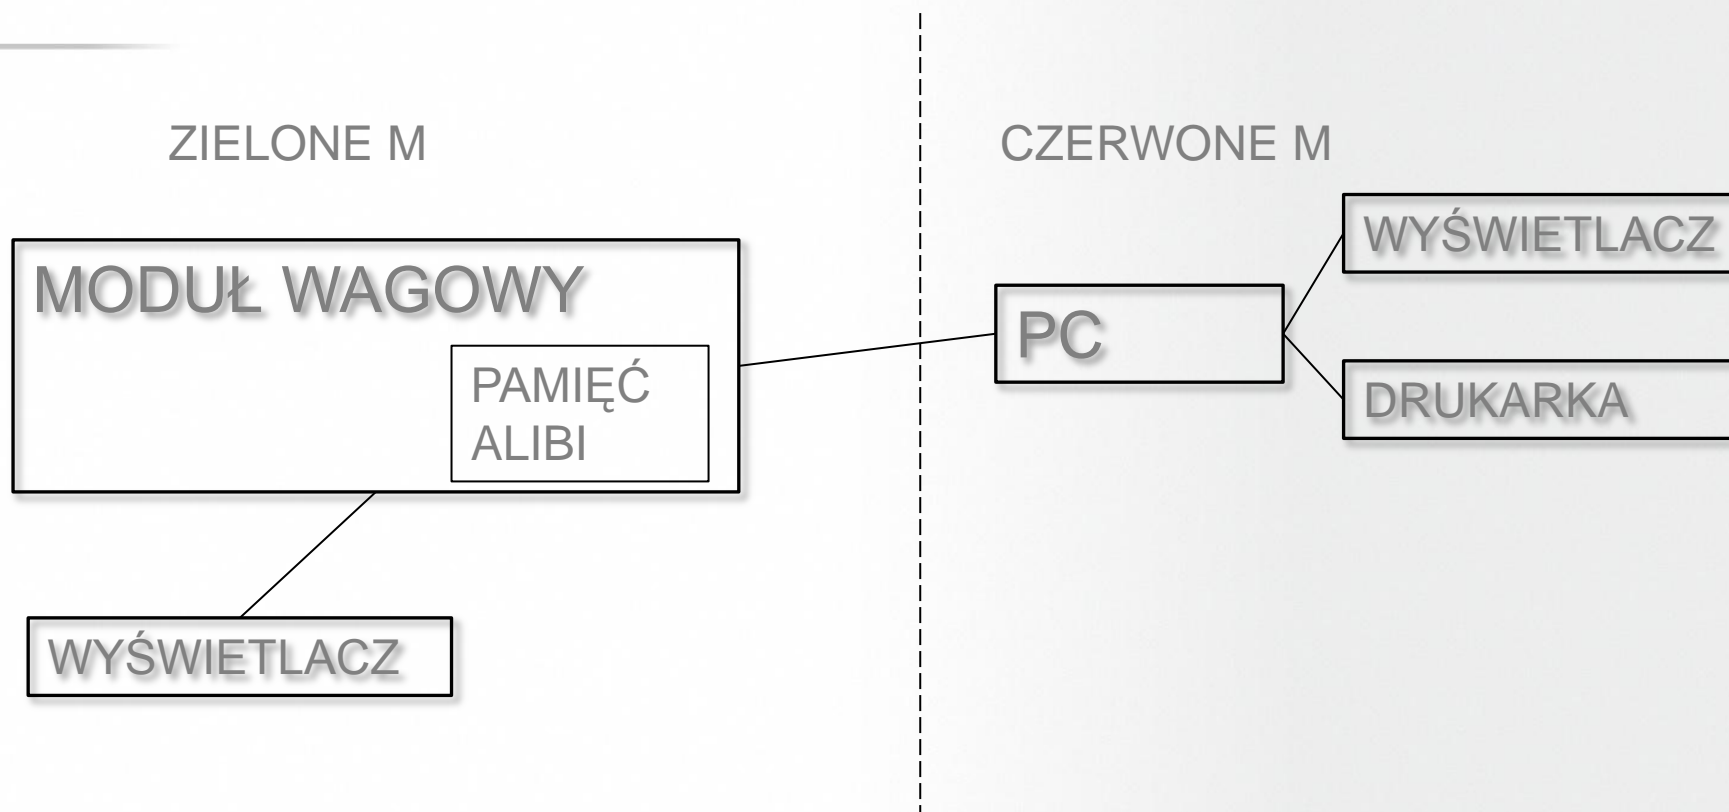 ZIELONE M
MODUŁ WAGOWY
PAMIĘĆ
ALIBI
WYŚWIETLACZ
CZERWONE M
PC
WYŚWIETLACZ
DRUKARKA